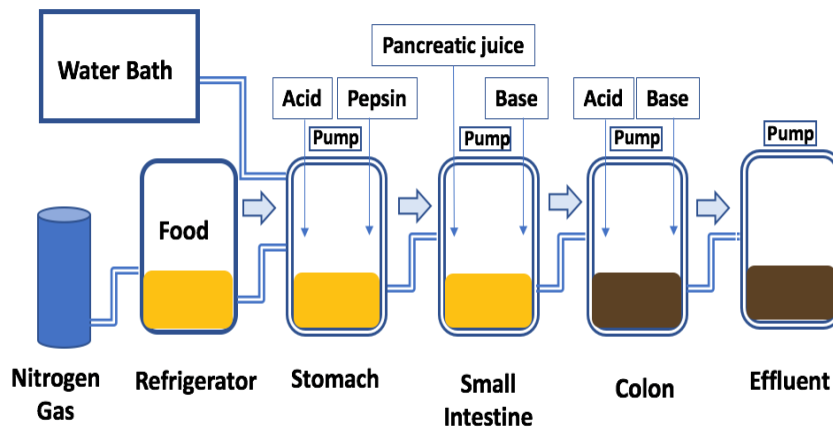 Water Bath
Pancreatic juice
Acid
Pepsin
Base
Acid
Base
Pump
Pump
Pump
Pump
Food
Nitrogen
Gas
Refrigerator
Stomach
Small
Intestine
Colon
Effluent